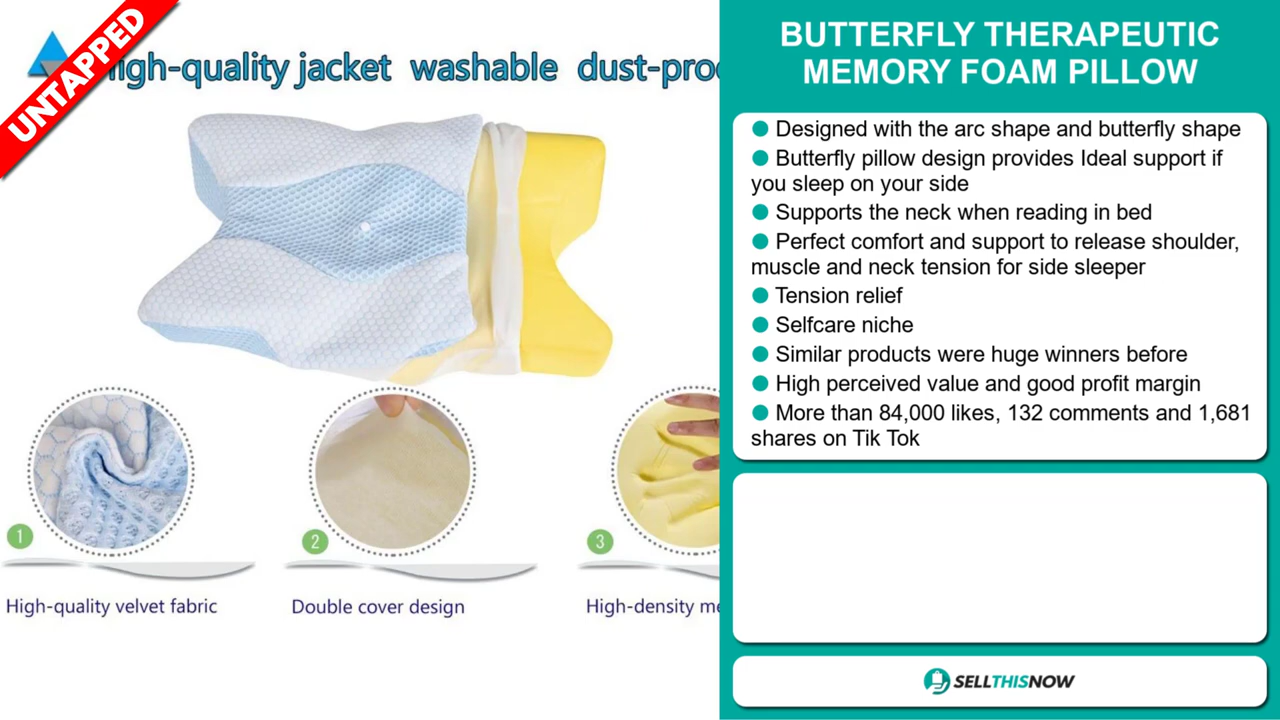 UNTAPPED
high-quality jacket washable dust-proo
1
2
3
High-quality velvet fabric
Double cover design
High-density me
BUTTERFLY THERAPEUTIC
MEMORY FOAM PILLOW
● Designed with the arc shape and butterfly shape
● Butterfly pillow design provides Ideal support if
you sleep on your side
● Supports the neck when reading in bed
● Perfect comfort and support to release shoulder,
muscle and neck tension for side sleeper
● Tension relief
● Selfcare niche
● Similar products were huge winners before
● High perceived value and good profit margin
● More than 84,000 likes, 132 comments and 1,681
shares on Tik Tok
SELLTHISNOW